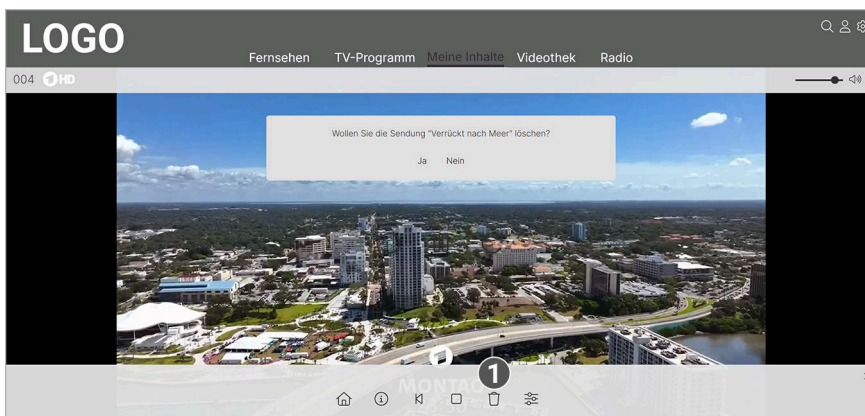 LOGO
Fernsehen TV-Programm Meine Inhalte Videothek Radio
004 HD
Wollen Sie die Sendung "Verrückt nach Meer" löschen?
Ja Nein
1